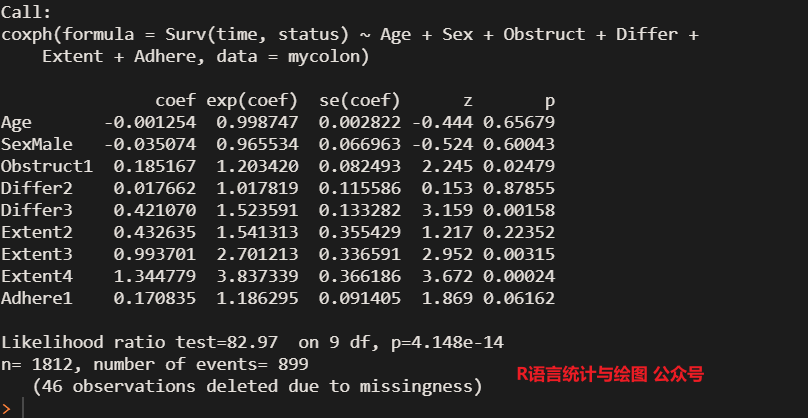 Call:
coxph(formula = Surv(time, status) ~ Age + Sex + Obstruct + Differ +
    Extent + Adhere, data = mycolon)
               coef exp(coef)  se(coef)      z       p
Age       -0.001254  0.998747  0.002822 -0.444 0.65679
SexMale   -0.035074  0.965534  0.066963 -0.524 0.60043
Obstruct1  0.185167  1.203420  0.082493  2.245 0.02479
Differ2    0.017662  1.017819  0.115586  0.153 0.87855
Differ3    0.421070  1.523591  0.133282  3.159 0.00158
Extent2    0.432635  1.541313  0.355429  1.217 0.22352
Extent3    0.993701  2.701213  0.336591  2.952 0.00315
Extent4    1.344779  3.837339  0.366186  3.672 0.00024
Adhere1    0.170835  1.186295  0.091405  1.869 0.06162
Likelihood ratio test=82.97  on 9 df, p=4.148e-14
n= 1812, number of events= 899
   (46 observations deleted due to missingness)
R语言统计与绘图 公众号
>